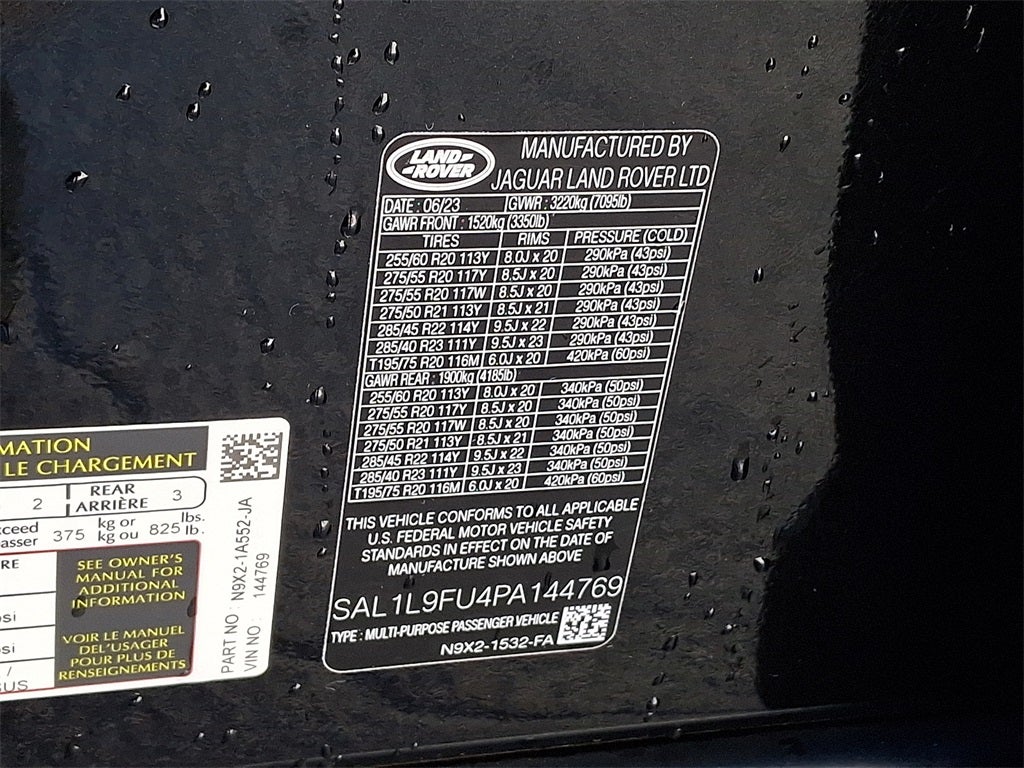 LAND-
-ROVER
MANUFACTURED BY
JAGUAR LAND ROVER LTD
DATE : 06/23 GVWR : 3220kg (7095lb)
GAWR FRONT : 1520kg (3350lb)
TIRES RIMS PRESSURE (COLD)
255/60 R20 113Y 8.0J x 20 290kPa (43psi)
275/55 R20 117Y 8.5J x 20 290kPa (43psi)
275/55 R20 117W 8.5J x 20 290kPa (43psi)
275/50 R21 113Y 8.5J x 21 290kPa (43psi)
285/45 R22 114Y 9.5J x 22 290kPa (43psi)
285/40 R23 111Y 9.5J x 23 290kPa (43psi)
T195/75 R20 116M 6.0J x 20 420kPa (60psi)
GAWR REAR : 1900kg (4185lb)
255/60 R20 113Y 8.0J x 20 340kPa (50psi)
275/55 R20 117Y 8.5J x 20 340kPa (50psi)
275/55 R20 117W 8.5J x 20 340kPa (50psi)
275/50 R21 113Y 8.5J x 21 340kPa (50psi)
285/45 R22 114Y 9.5J x 22 340kPa (50psi)
285/40 R23 111Y 9.5J x 23 340kPa (50psi)
T195/75 R20 116M 6.0J x 20 420kPa (60psi)
THIS VEHICLE CONFORMS TO ALL APPLICABLE
U.S. FEDERAL MOTOR VEHICLE SAFETY
STANDARDS IN EFFECT ON THE DATE OF
MANUFACTURE SHOWN ABOVE
SAL1L9FU4PA144769
TYPE : MULTI-PURPOSE PASSENGER VEHICLE
N9X2-1532-FA
MATION
LE CHARGEMENT
2 REAR 3
ARRIÈRE
xceed 375 kg or 825 lbs.
asser kg ou lb.
RE
SEE OWNER'S
MANUAL FOR
ADDITIONAL
INFORMATION
si
VOIR LE MANUEL
DEL'USAGER
POUR PLUS DE
RENSEIGNEMENTS
si
/
SUS
PART NO : N9X2-1A552-JA
VIN NO : 144769